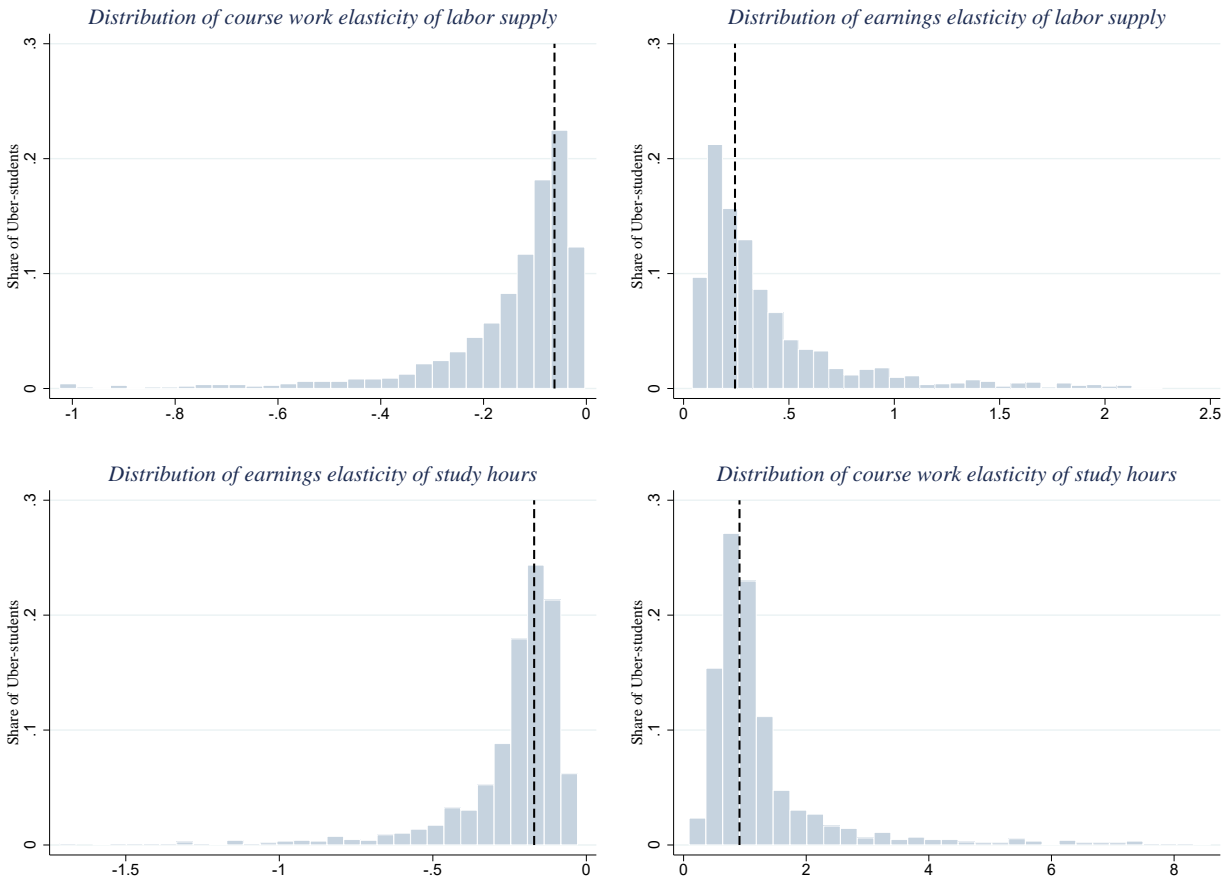 Distribution of course work elasticity of labor supply
Share of Uber-students
.3
.2
.1
0
-1 -.8 -.6 -.4 -.2 0
Distribution of earnings elasticity of labor supply
Share of Uber-students
.3
.2
.1
0
0 .5 1 1.5 2 2.5
Distribution of earnings elasticity of study hours
Share of Uber-students
.3
.2
.1
0
-1.5 -1 -.5 0
Distribution of course work elasticity of study hours
Share of Uber-students
.3
.2
.1
0
0 2 4 6 8